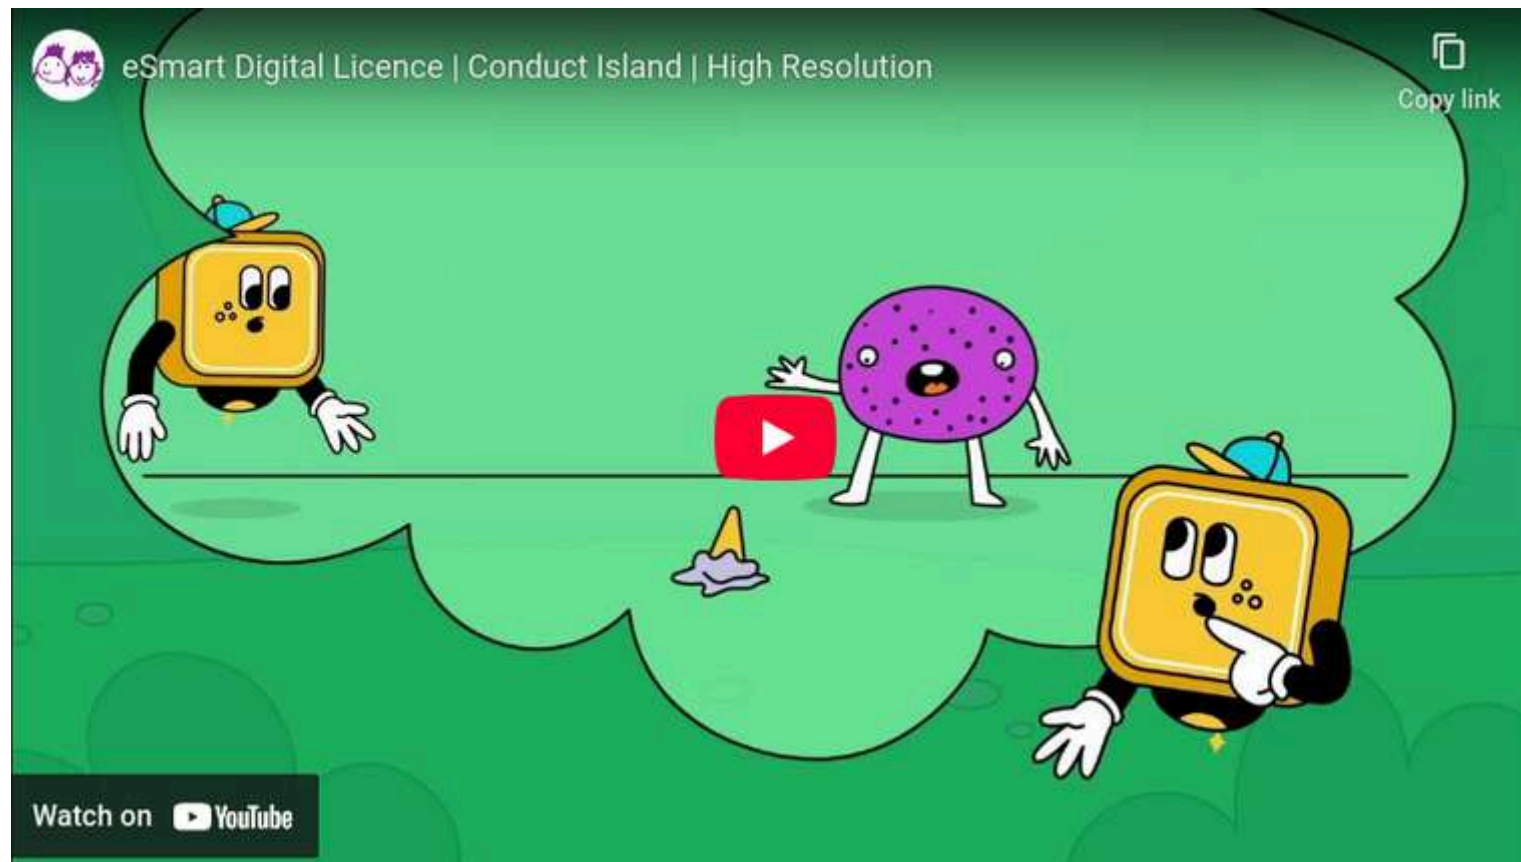 eSmart Digital Licence | Conduct Island | High Resolution
Copy link
Watch on YouTube